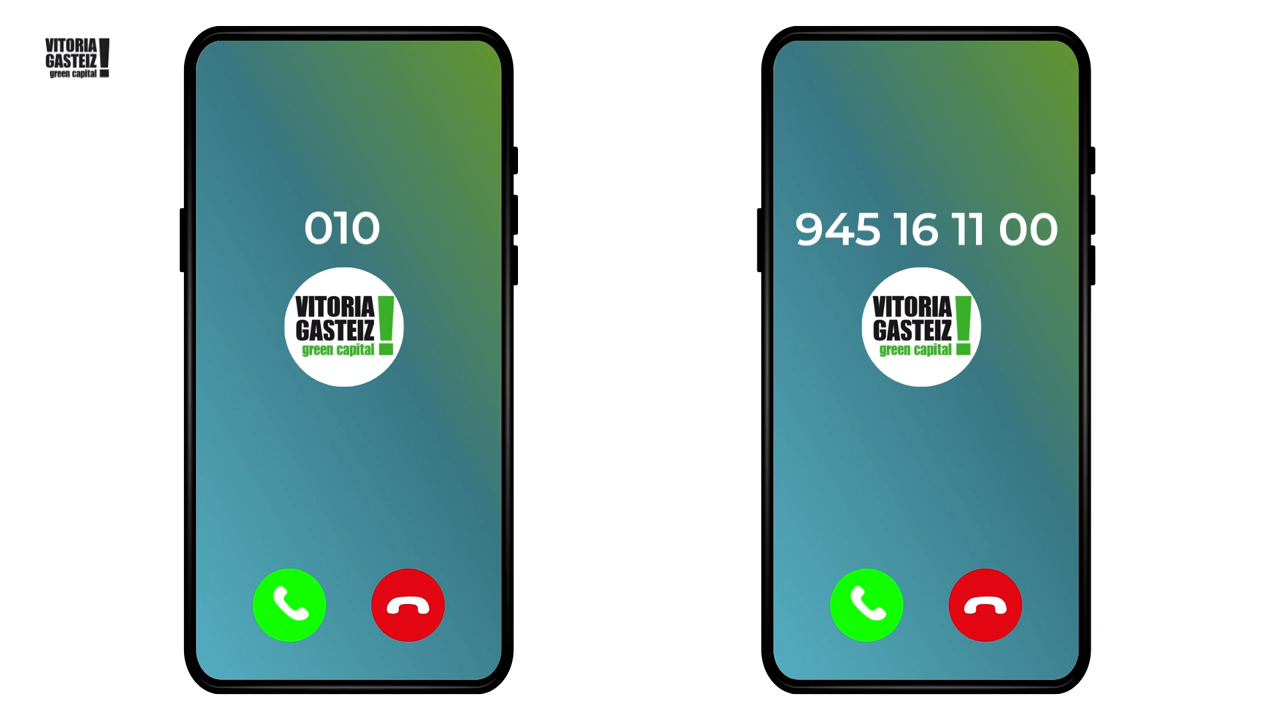 VITORIA
GASTEIZ!
green capital
010
VITORIA
GASTEIZ!
green capital
945 16 11 00
VITORIA
GASTEIZ!
green capital